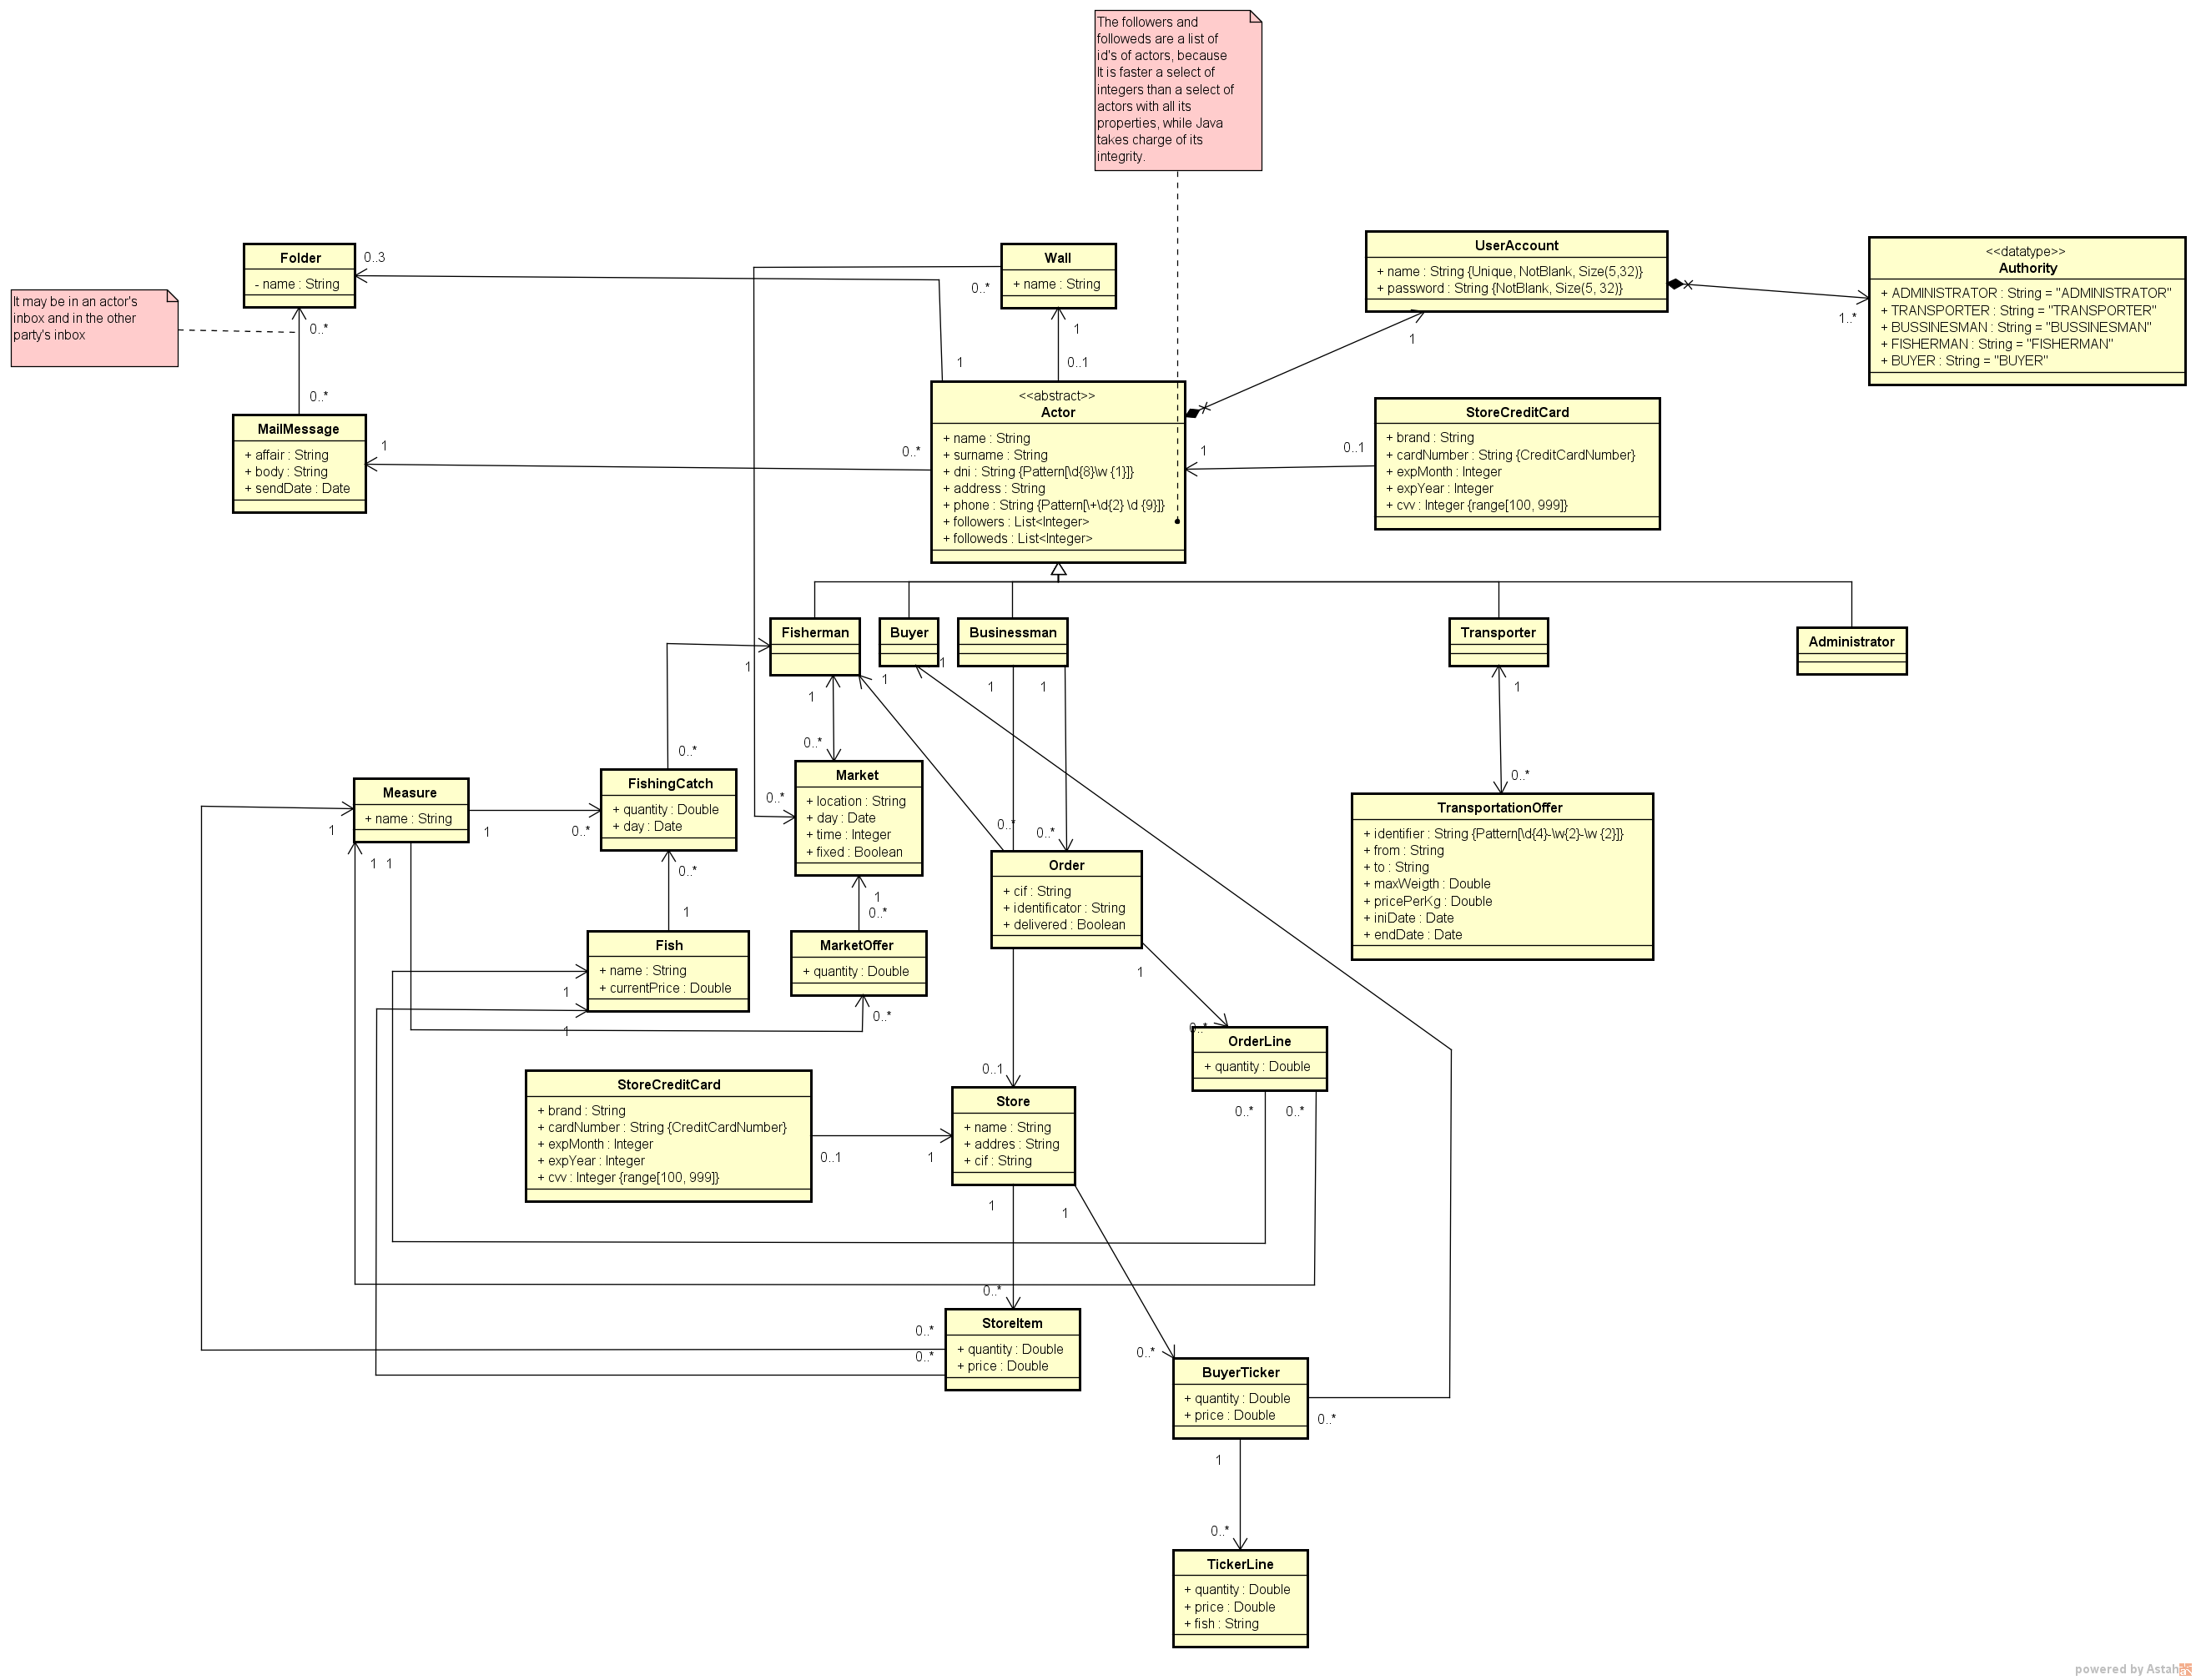 The followers and
followeds are a list of
id's of actors, because
It is faster a select of
integers than a select of
actors with all its
properties, while Java
takes charge of its
integrity.
Folder
- name : String
0..3
Wall
+ name : String
0..*
UserAccount
+ name : String {Unique, NotBlank, Size(5,32)}
+ password : String {NotBlank, Size(5, 32)}
<<datatype>>
Authority
+ ADMINISTRATOR : String = "ADMINISTRATOR"
+ TRANSPORTER : String = "TRANSPORTER"
+ BUSSINESMAN : String = "BUSSINESMAN"
+ FISHERMAN : String = "FISHERMAN"
+ BUYER : String = "BUYER"
1..*
It may be in an actor's
inbox and in the other
party's inbox
0..*
1
1
1
0..1
0..*
MailMessage
+ affair : String
+ body : String
+ sendDate : Date
1
0..*
<<abstract>>
Actor
+ name : String
+ surname : String
+ dni : String {Pattern[\d{8}\w {1}]}
+ address : String
+ phone : String {Pattern[\+\d{2} \d {9}]}
+ followers : List<Integer>
+ followeds : List<Integer>
1
0..1
StoreCreditCard
+ brand : String
+ cardNumber : String {CreditCardNumber}
+ expMonth : Integer
+ expYear : Integer
+ cvv : Integer {range[100, 999]}
Fisherman
Buyer
Businessman
Transporter
Administrator
1
1
1
1
1
1
1
0..*
0..*
0..*
0..*
0..*
0..*
Measure
+ name : String
1
1
0..*
1
1
FishingCatch
+ quantity : Double
+ day : Date
0..*
1
Market
+ location : String
+ day : Date
+ time : Integer
+ fixed : Boolean
1
0..*
Order
+ cif : String
+ identificator : String
+ delivered : Boolean
1
TransportationOffer
+ identifier : String {Pattern[\d{4}-\w{2}-\w {2}]}
+ from : String
+ to : String
+ maxWeigth : Double
+ pricePerKg : Double
+ iniDate : Date
+ endDate : Date
Fish
+ name : String
+ currentPrice : Double
1
1
MarketOffer
+ quantity : Double
0..*
0..*
OrderLine
+ quantity : Double
0..*
0..*
0..1
StoreCreditCard
+ brand : String
+ cardNumber : String {CreditCardNumber}
+ expMonth : Integer
+ expYear : Integer
+ cvv : Integer {range[100, 999]}
0..1
1
Store
+ name : String
+ addres : String
+ cif : String
1
1
0..*
0..*
0..*
StoreItem
+ quantity : Double
+ price : Double
0..*
BuyerTicker
+ quantity : Double
+ price : Double
0..*
1
0..*
TickerLine
+ quantity : Double
+ price : Double
+ fish : String
powered by Astah